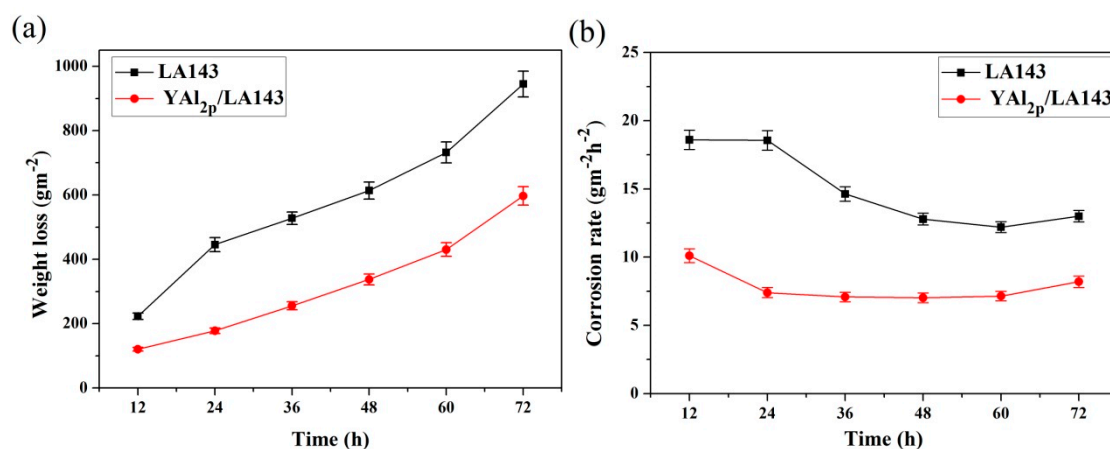 (a)
LA143
YAl2p/LA143
Weight loss (gm-2)
1000
800
600
400
200
0
12 24 36 48 60 72
Time (h)
(b)
LA143
YAl2p/LA143
Corrosion rate (gm-2h-2)
25
20
15
10
5
0
12 24 36 48 60 72
Time (h)